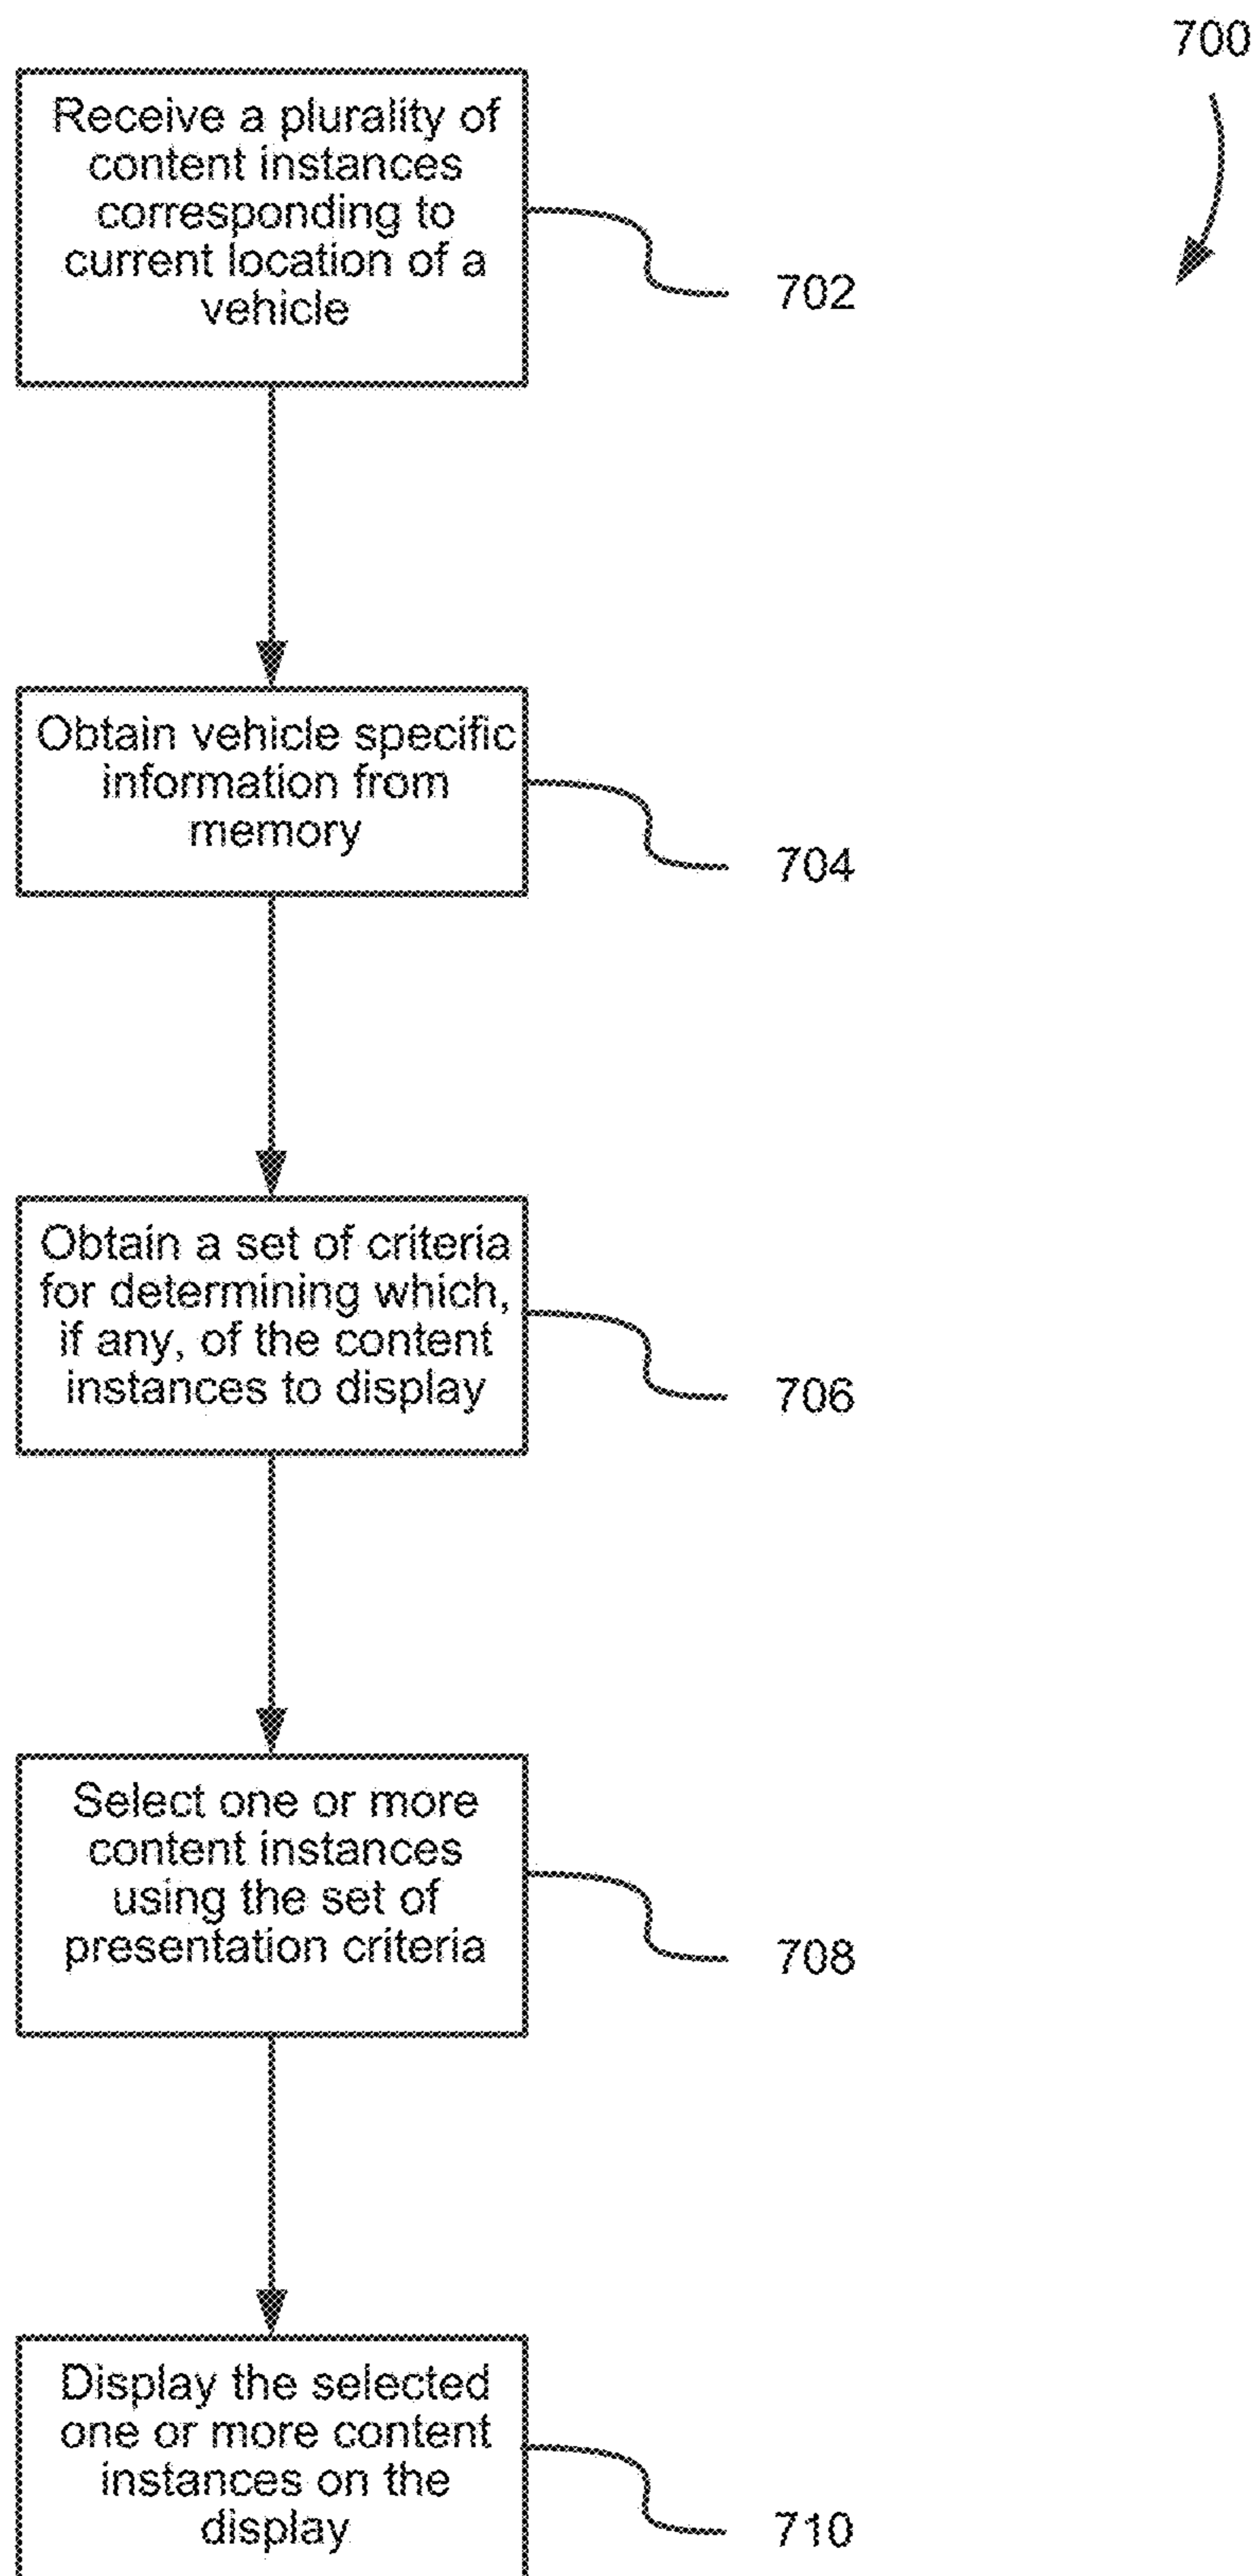 700
Receive a plurality of
content instances
corresponding to
current location of a
vehicle
702
Obtain vehicle specific
information from
memory
704
Obtain a set of criteria
for determining which,
if any, of the content
instances to display
706
Select one or more
content instances
using the set of
presentation criteria
708
Display the selected
one or more content
instances on the
display
710